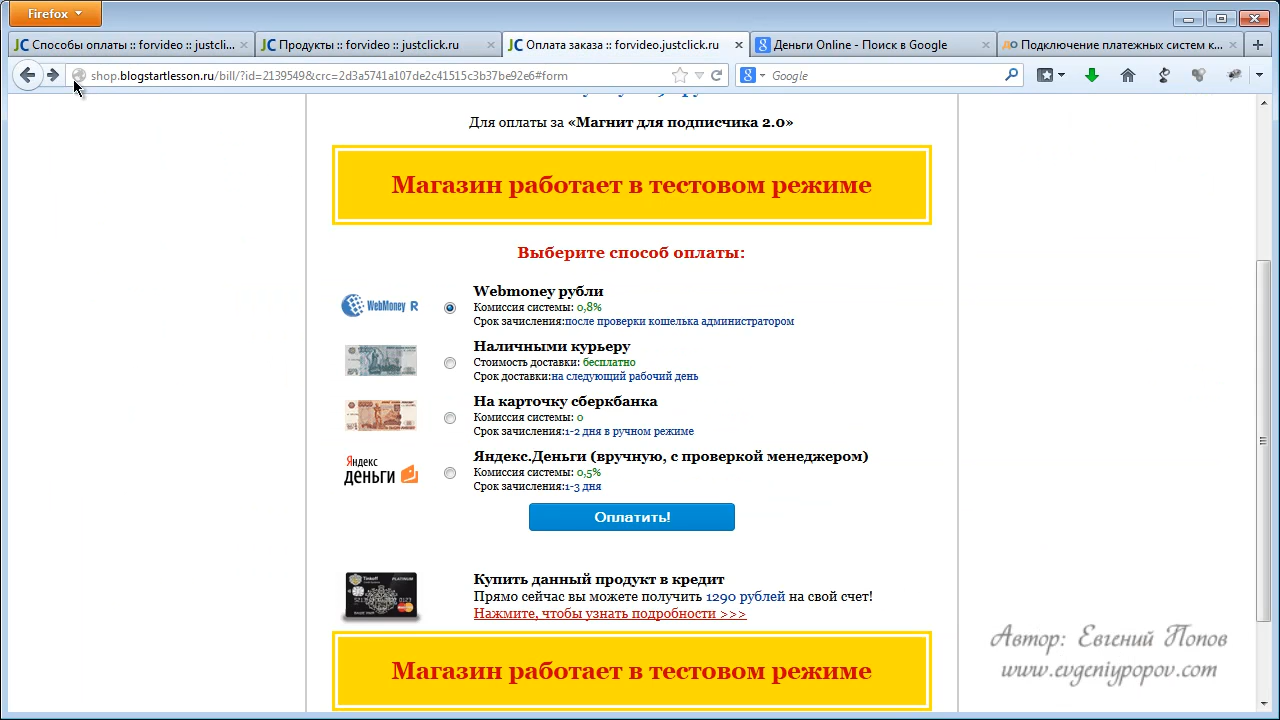 Firefox
Способы оплаты :: forvideo :: justcli...
Продукты :: forvideo :: justclick.ru
Оплата заказа :: forvideo.justclick.ru
Деньги Online - Поиск в Google
Подключение платежных систем к...
shop.blogstartlesson.ru/bill/?id=2139549&crc=2d3a5741a107de2c41515c3b37be92e6#form
Google
Для оплаты за «Магнит для подписчика 2.0»
Магазин работает в тестовом режиме
Выберите способ оплаты:
WebMoney R
Webmoney рубли
Комиссия системы: 0,8%
Срок зачисления:после проверки кошелька администратором
Наличными курьеру
Стоимость доставки: бесплатно
Срок доставки:на следующий рабочий день
На карточку сбербанка
Комиссия системы: 0
Срок зачисления:1-2 дня в ручном режиме
Яндекс деньги
Яндекс.Деньги (вручную, с проверкой менеджером)
Комиссия системы: 0,5%
Срок зачисления:1-3 дня
Оплатить!
Купить данный продукт в кредит
Прямо сейчас вы можете получить 1290 рублей на свой счет!
Нажмите, чтобы узнать подробности >>>
Магазин работает в тестовом режиме
Автор: Евгений Попов
www.evgeniypopov.com